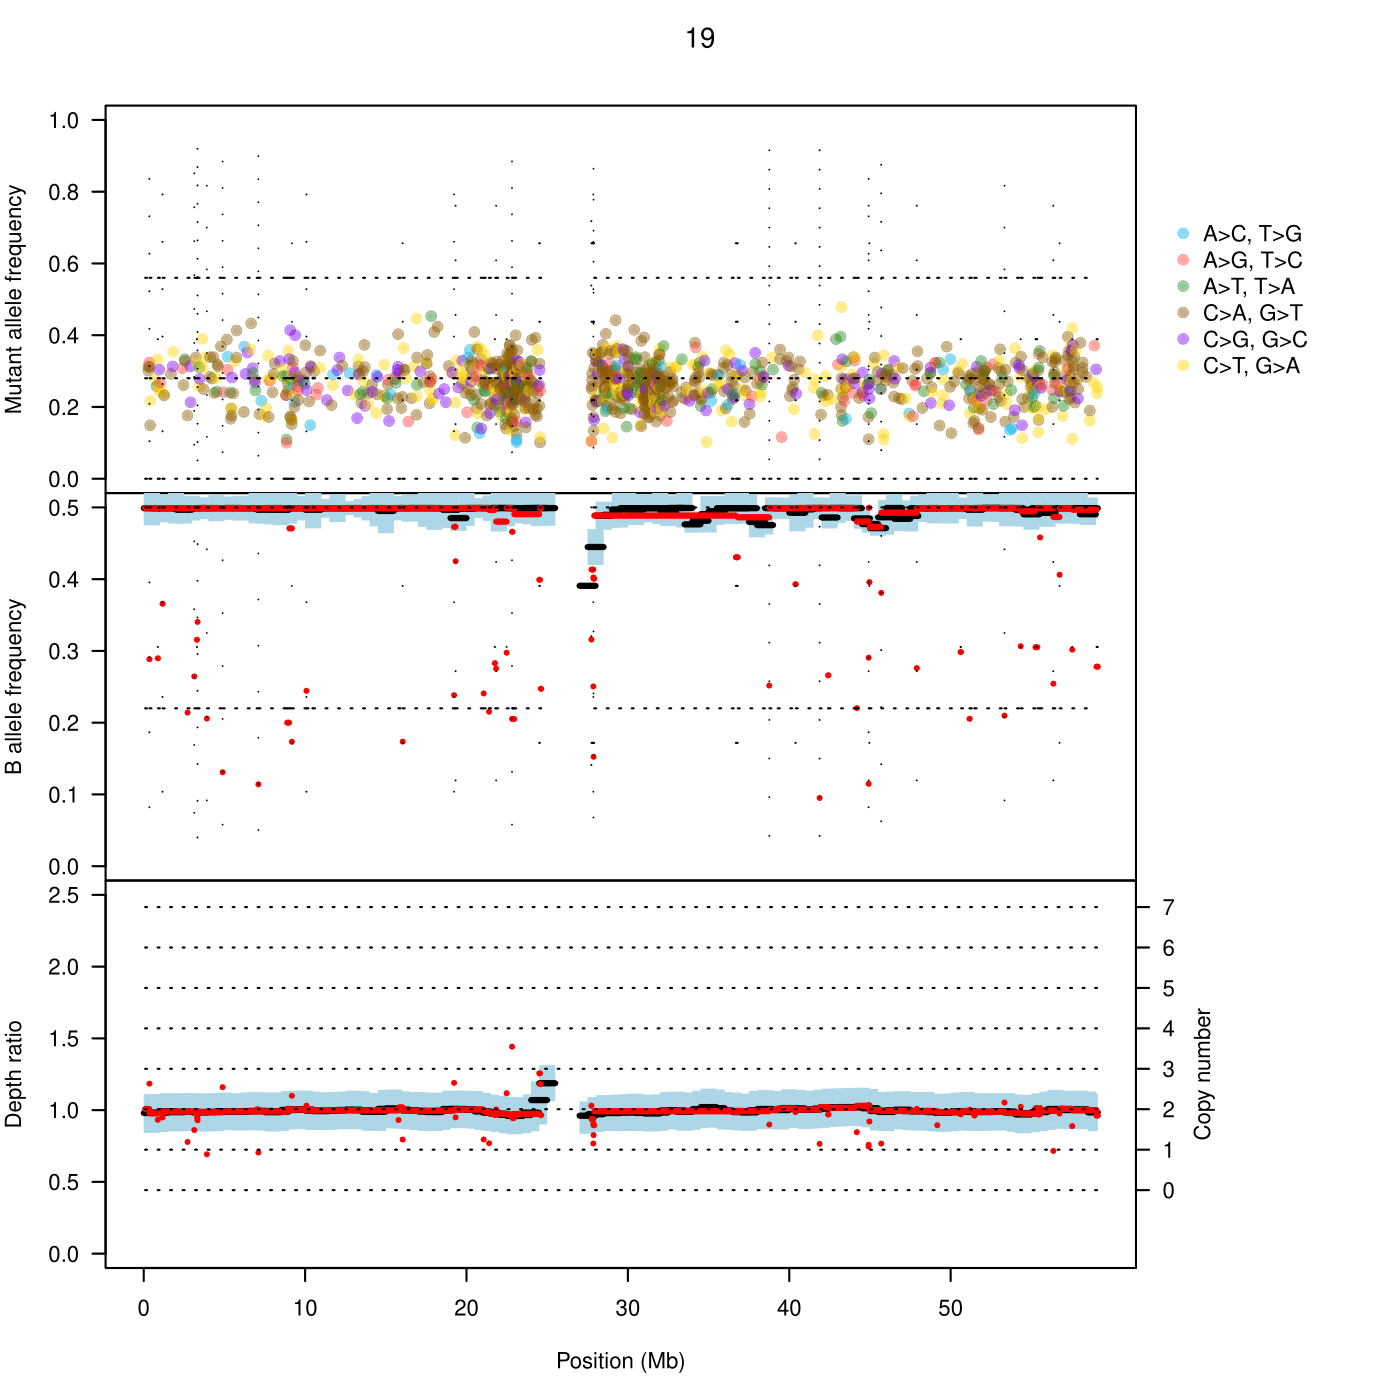 19
Mutant allele frequency
1.0
0.8
0.6
0.4
0.2
0.0
A>C, T>G
A>G, T>C
A>T, T>A
C>A, G>T
C>G, G>C
C>T, G>A
B allele frequency
0.5
0.4
0.3
0.2
0.1
0.0
Depth ratio
2.5
2.0
1.5
1.0
0.5
0.0
7
6
5
4
3
2
1
0
Copy number
0 10 20 30 40 50
Position (Mb)